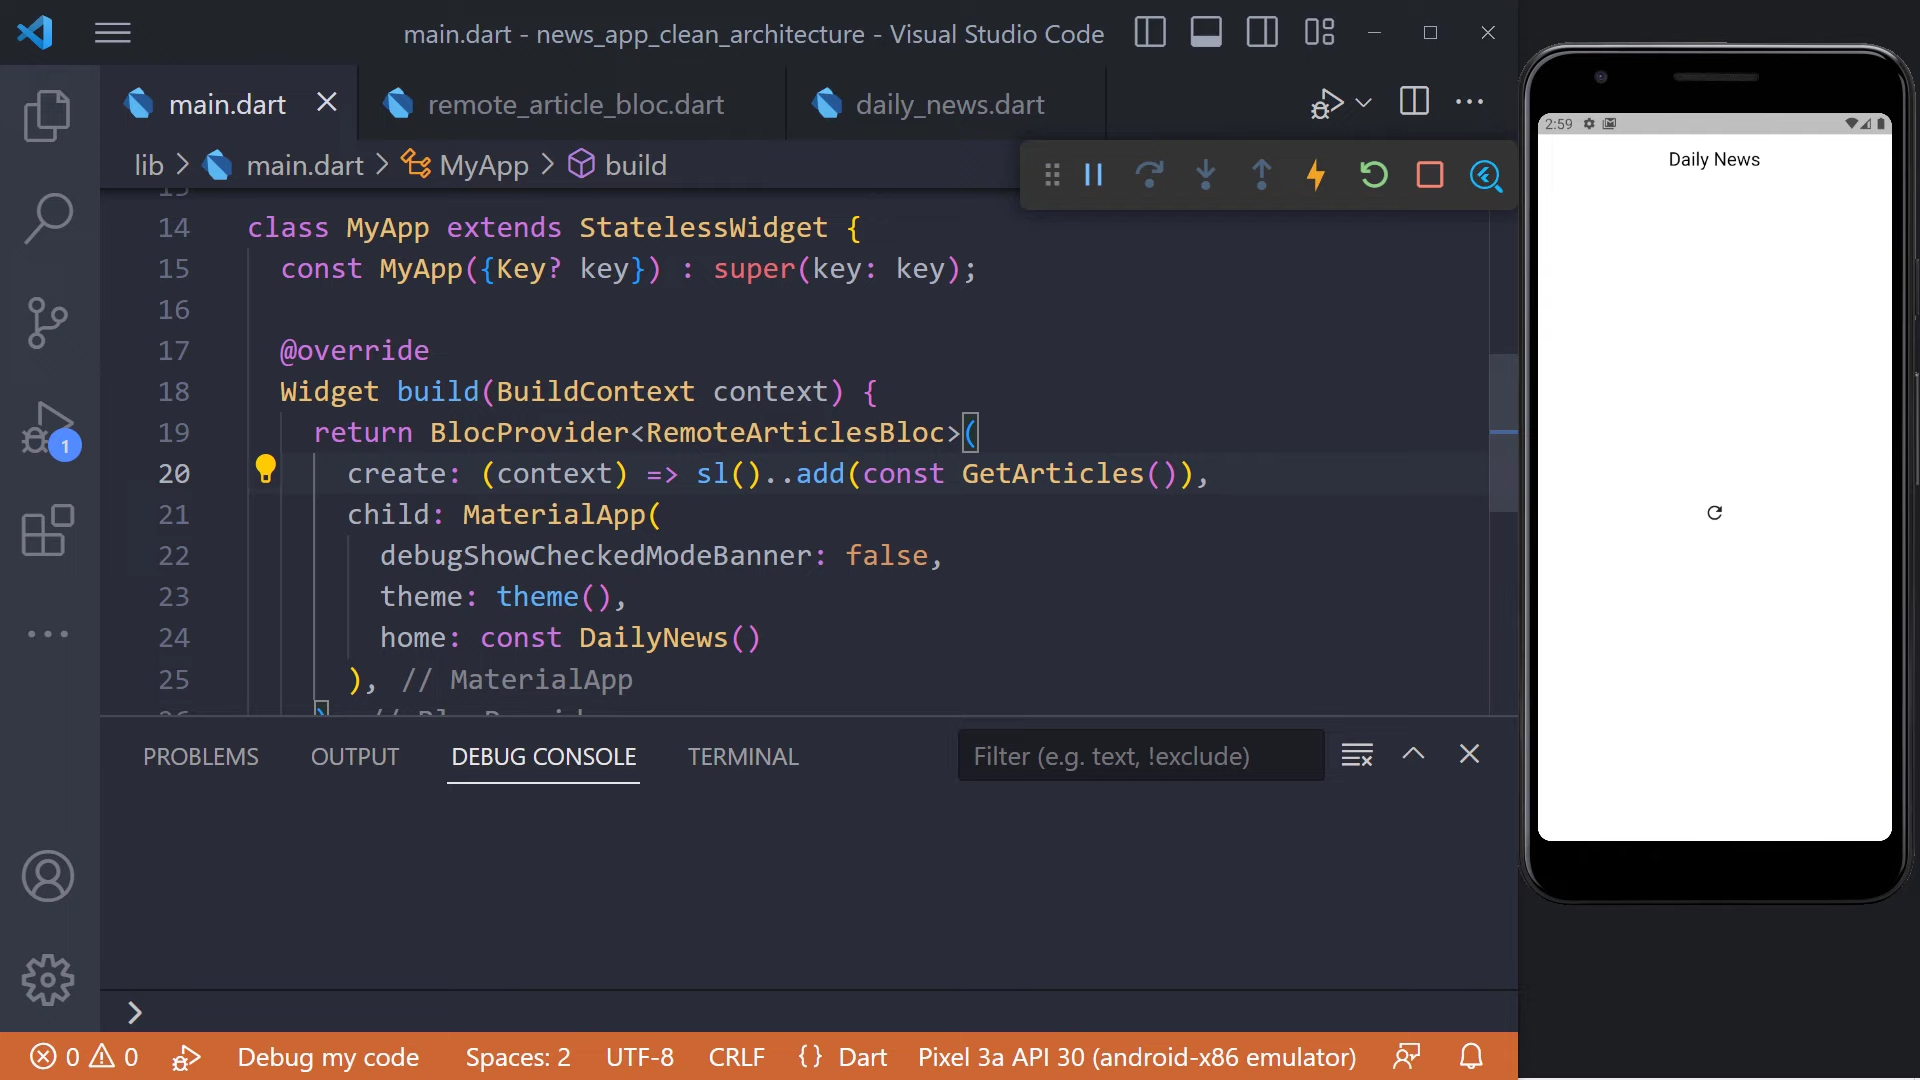 main.dart - news_app_clean_architecture - Visual Studio Code
main.dart
remote_article_bloc.dart
daily_news.dart
lib > main.dart > MyApp > build
14 class MyApp extends StatelessWidget {
15 const MyApp({Key? key}) : super(key: key);
16
17 @override
18 Widget build(BuildContext context) {
19 return BlocProvider<RemoteArticlesBloc>(
20 create: (context) => sl()..add(const GetArticles()),
21 child: MaterialApp(
22 debugShowCheckedModeBanner: false,
23 theme: theme(),
24 home: const DailyNews()
25 ), // MaterialApp
1
PROBLEMS
OUTPUT
DEBUG CONSOLE
TERMINAL
Filter (e.g. text, !exclude)
0
0
Debug my code
Spaces: 2
UTF-8
CRLF
{} Dart
Pixel 3a API 30 (android-x86 emulator)
2:59
Daily News